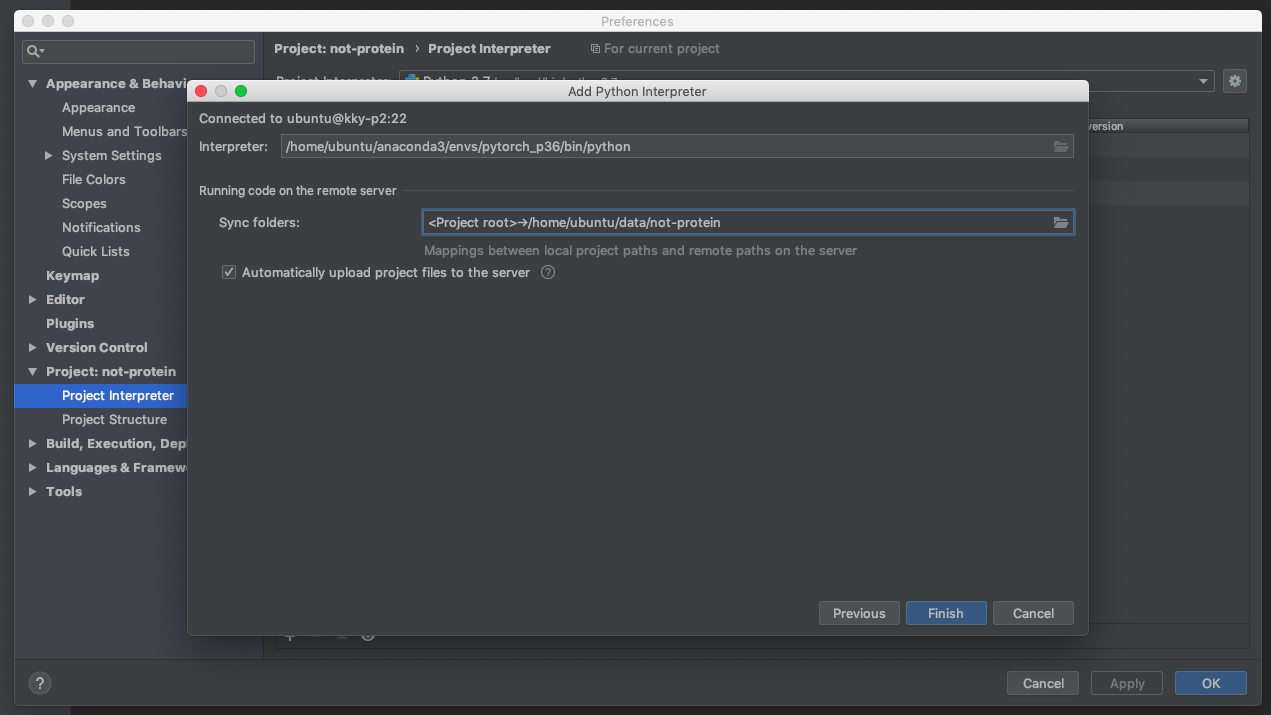 Preferences
Project: not-protein › Project Interpreter For current project
Appearance & Behavi
Appearance
Menus and Toolbars
System Settings
File Colors
Scopes
Notifications
Quick Lists
Keymap
Editor
Plugins
Version Control
Project: not-protein
Project Interpreter
Project Structure
Build, Execution, Dep
Languages & Framew
Tools
version
Add Python Interpreter
Connected to ubuntu@kky-p2:22
Interpreter: /home/ubuntu/anaconda3/envs/pytorch_p36/bin/python
Running code on the remote server
Sync folders: <Project root>→/home/ubuntu/data/not-protein
Mappings between local project paths and remote paths on the server
Automatically upload project files to the server ?
Previous Finish Cancel
? Cancel Apply OK